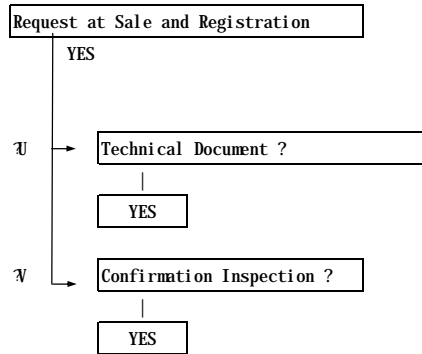 Request at Sale and Registration
YES
?U
Technical Document ?
YES
?V
Confirmation Inspection ?
YES